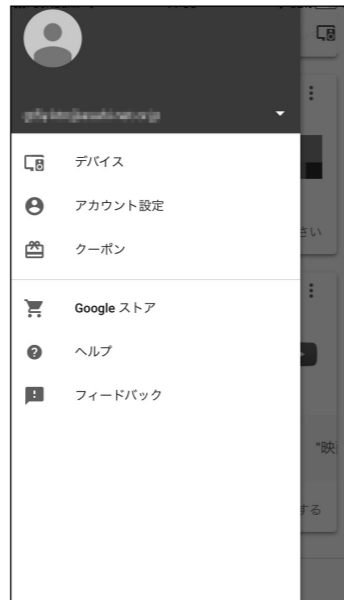 デバイス
アカウント設定
さい
クーポン
Google ストア
ヘルプ
フィードバック
“映
する